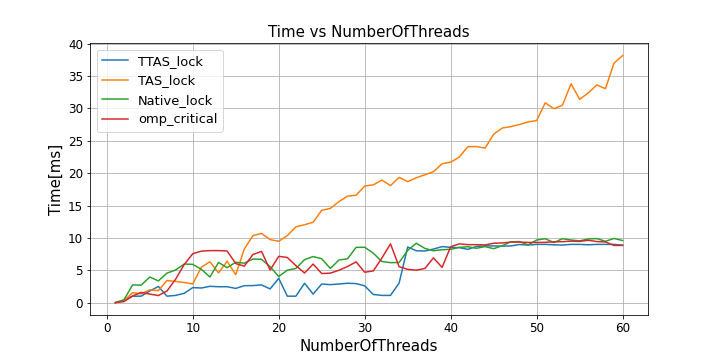 Time vs NumberOfThreads
Time[ms]
40
35
30
25
20
15
10
5
0
TTAS_lock
TAS_lock
Native_lock
omp_critical
0 10 20 30 40 50 60
NumberOfThreads